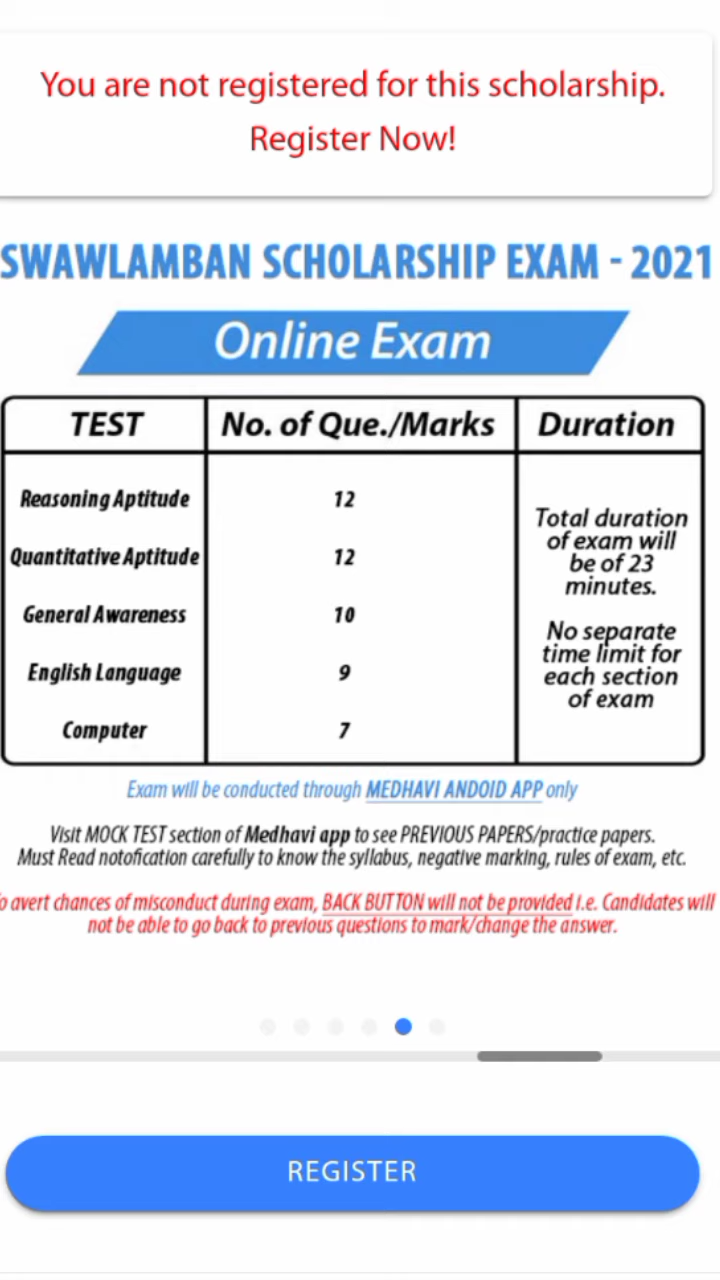 You are not registered for this scholarship.
Register Now!
SWAWLAMBAN SCHOLARSHIP EXAM - 2021
Online Exam
TEST No. of Que./Marks Duration
Reasoning Aptitude 12
Quantitative Aptitude 12
General Awareness 10
English Language 9
Computer 7
Total duration
of exam will
be of 23
minutes.
No separate
time limit for
each section
of exam
Exam will be conducted through MEDHAVI ANDOID APP only
Visit MOCK TEST section of Medhavi app to see PREVIOUS PAPERS/practice papers.
Must Read notofication carefully to know the syllabus, negative marking, rules of exam, etc.
o avert chances of misconduct during exam, BACK BUTTON will not be provided i.e. Candidates will
not be able to go back to previous questions to mark/change the answer.
REGISTER